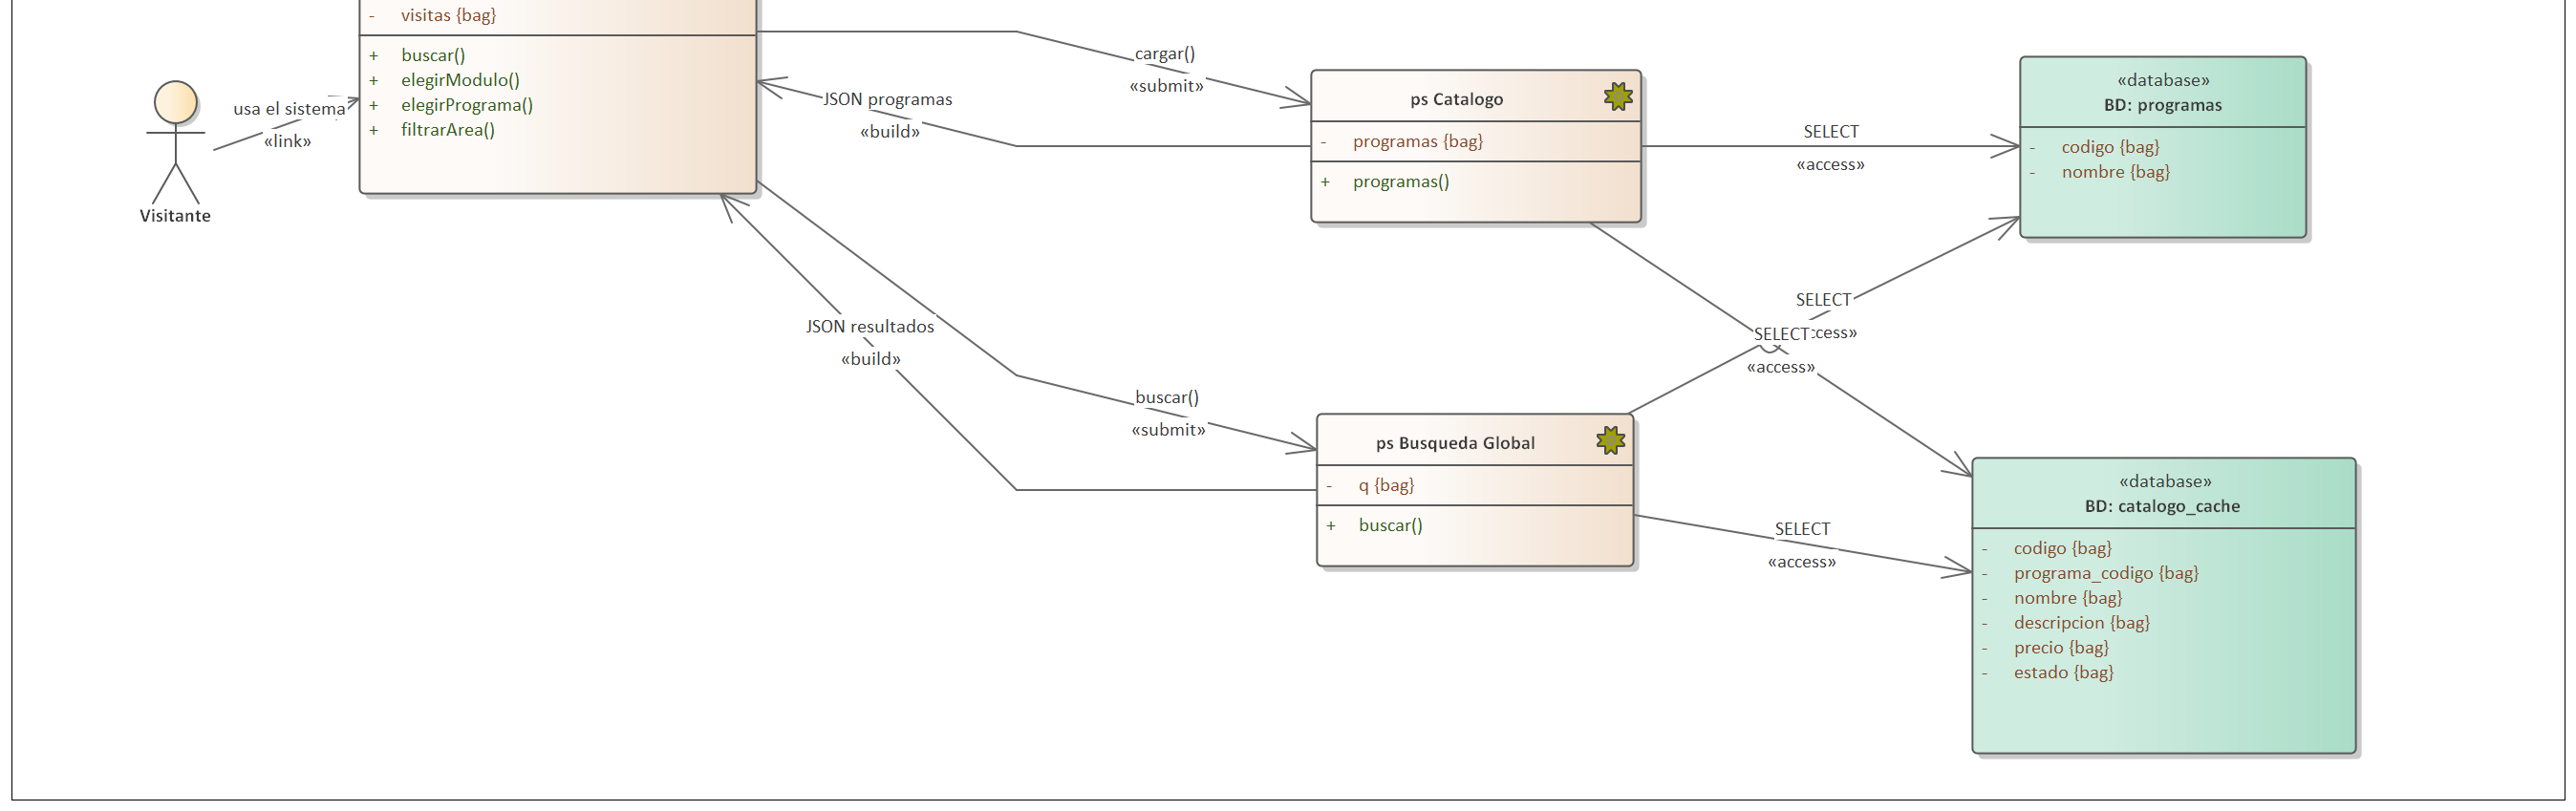 - visitas {bag}
+ buscar()
+ elegirModulo()
+ elegirPrograma()
+ filtrarArea()
usa el sistema
«link»
Visitante
cargar()
«submit»
JSON programas
«build»
ps Catalogo
- programas {bag}
+ programas()
SELECT
«access»
«database»
BD: programas
- codigo {bag}
- nombre {bag}
JSON resultados
«build»
buscar()
«submit»
SELECT
SELECT
«access»
ps Busqueda Global
- q {bag}
+ buscar()
SELECT
«access»
«database»
BD: catalogo_cache
- codigo {bag}
- programa_codigo {bag}
- nombre {bag}
- descripcion {bag}
- precio {bag}
- estado {bag}